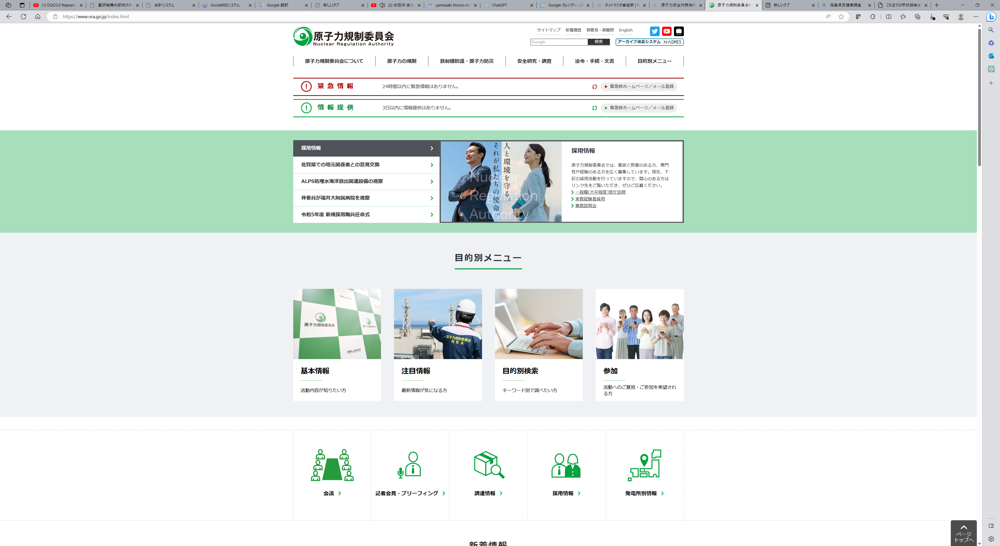 (1) DUO3.0 Repeatin
量研機構内部向けホ
会計システム
SociaWEBシステム
Google 翻訳
新しいタブ
(2) 柴田淳 後ろ
yamazaki thoron ind
ChatGPT
Google カレンダー - 20
ネットラジオ番組表 | N
原子力安全対策指針
原子力規制委員会ト
新しいタブ
福島県民健康調査
これまでの甲状腺検査
https://www.nra.go.jp/index.html
原子力規制委員会
Nuclear Regulation Authority
サイトマップ
新着履歴
御意見・御質問
English
Google
検索
アーカイブ検索システム N-ADRES
原子力規制委員会について
原子力の規制
放射線防護・原子力防災
安全研究・調査
法令・手続・文書
目的別メニュー
緊急情報
24時間以内に緊急情報はありません。
緊急時ホームページ/メール登録
情報提供
3日以内に情報提供はありません。
緊急時ホームページ/メール登録
採用情報
佐賀県での地元関係者との意見交換
ALPS処理水海洋放出関連設備の視察
伴委員が福井大附属病院を視察
令和5年度 新規採用職員任命式
人と環境を守る。
それが私たちの使命。
Nuclear
Regulation
Authority
採用情報
原子力規制委員会では、意欲と熱意のある方、専門
性や経験のある方を広く募集しています。現在、下
記の採用活動を行っていますので、関心のある方は
リンク先をご覧いただき、ぜひご応募ください。
一般職(大卒程度)官庁訪問
実務経験者採用
業務説明会
目的別メニュー
NRA JAPAN
原子力規制委員会
原子力規制委員会
NRA JAPAN
原子力規制委員会
NRA
基本情報
活動内容が知りたい方
注目情報
最新情報が気になる方
目的別検索
キーワード別で調べたい方
参加
活動へのご意見・ご参加を希望され
る方
会議
記者会見・ブリーフィング
調達情報
採用情報
発電所別情報
新着情報
ページ
トップへ